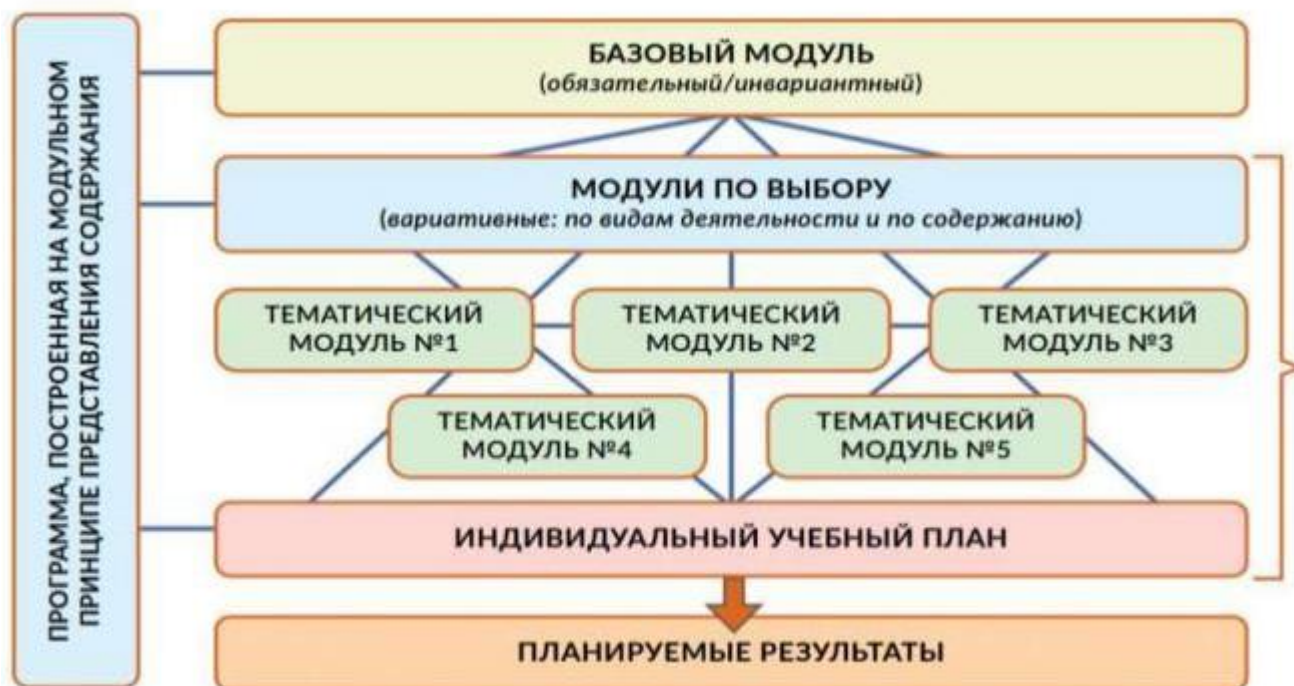 ПРОГРАММА, ПОСТРОЕННАЯ НА МОДУЛЬНОМ
ПРИНЦИПЕ ПРЕДСТАВЛЕНИЯ СОДЕРЖАНИЯ
БАЗОВЫЙ МОДУЛЬ
(обязательный/инвариантный)
МОДУЛИ ПО ВЫБОРУ
(вариативные: по видам деятельности и по содержанию)
ТЕМАТИЧЕСКИЙ
МОДУЛЬ №1
ТЕМАТИЧЕСКИЙ
МОДУЛЬ №2
ТЕМАТИЧЕСКИЙ
МОДУЛЬ №3
ТЕМАТИЧЕСКИЙ
МОДУЛЬ №4
ТЕМАТИЧЕСКИЙ
МОДУЛЬ №5
ИНДИВИДУАЛЬНЫЙ УЧЕБНЫЙ ПЛАН
ПЛАНИРУЕМЫЕ РЕЗУЛЬТАТЫ